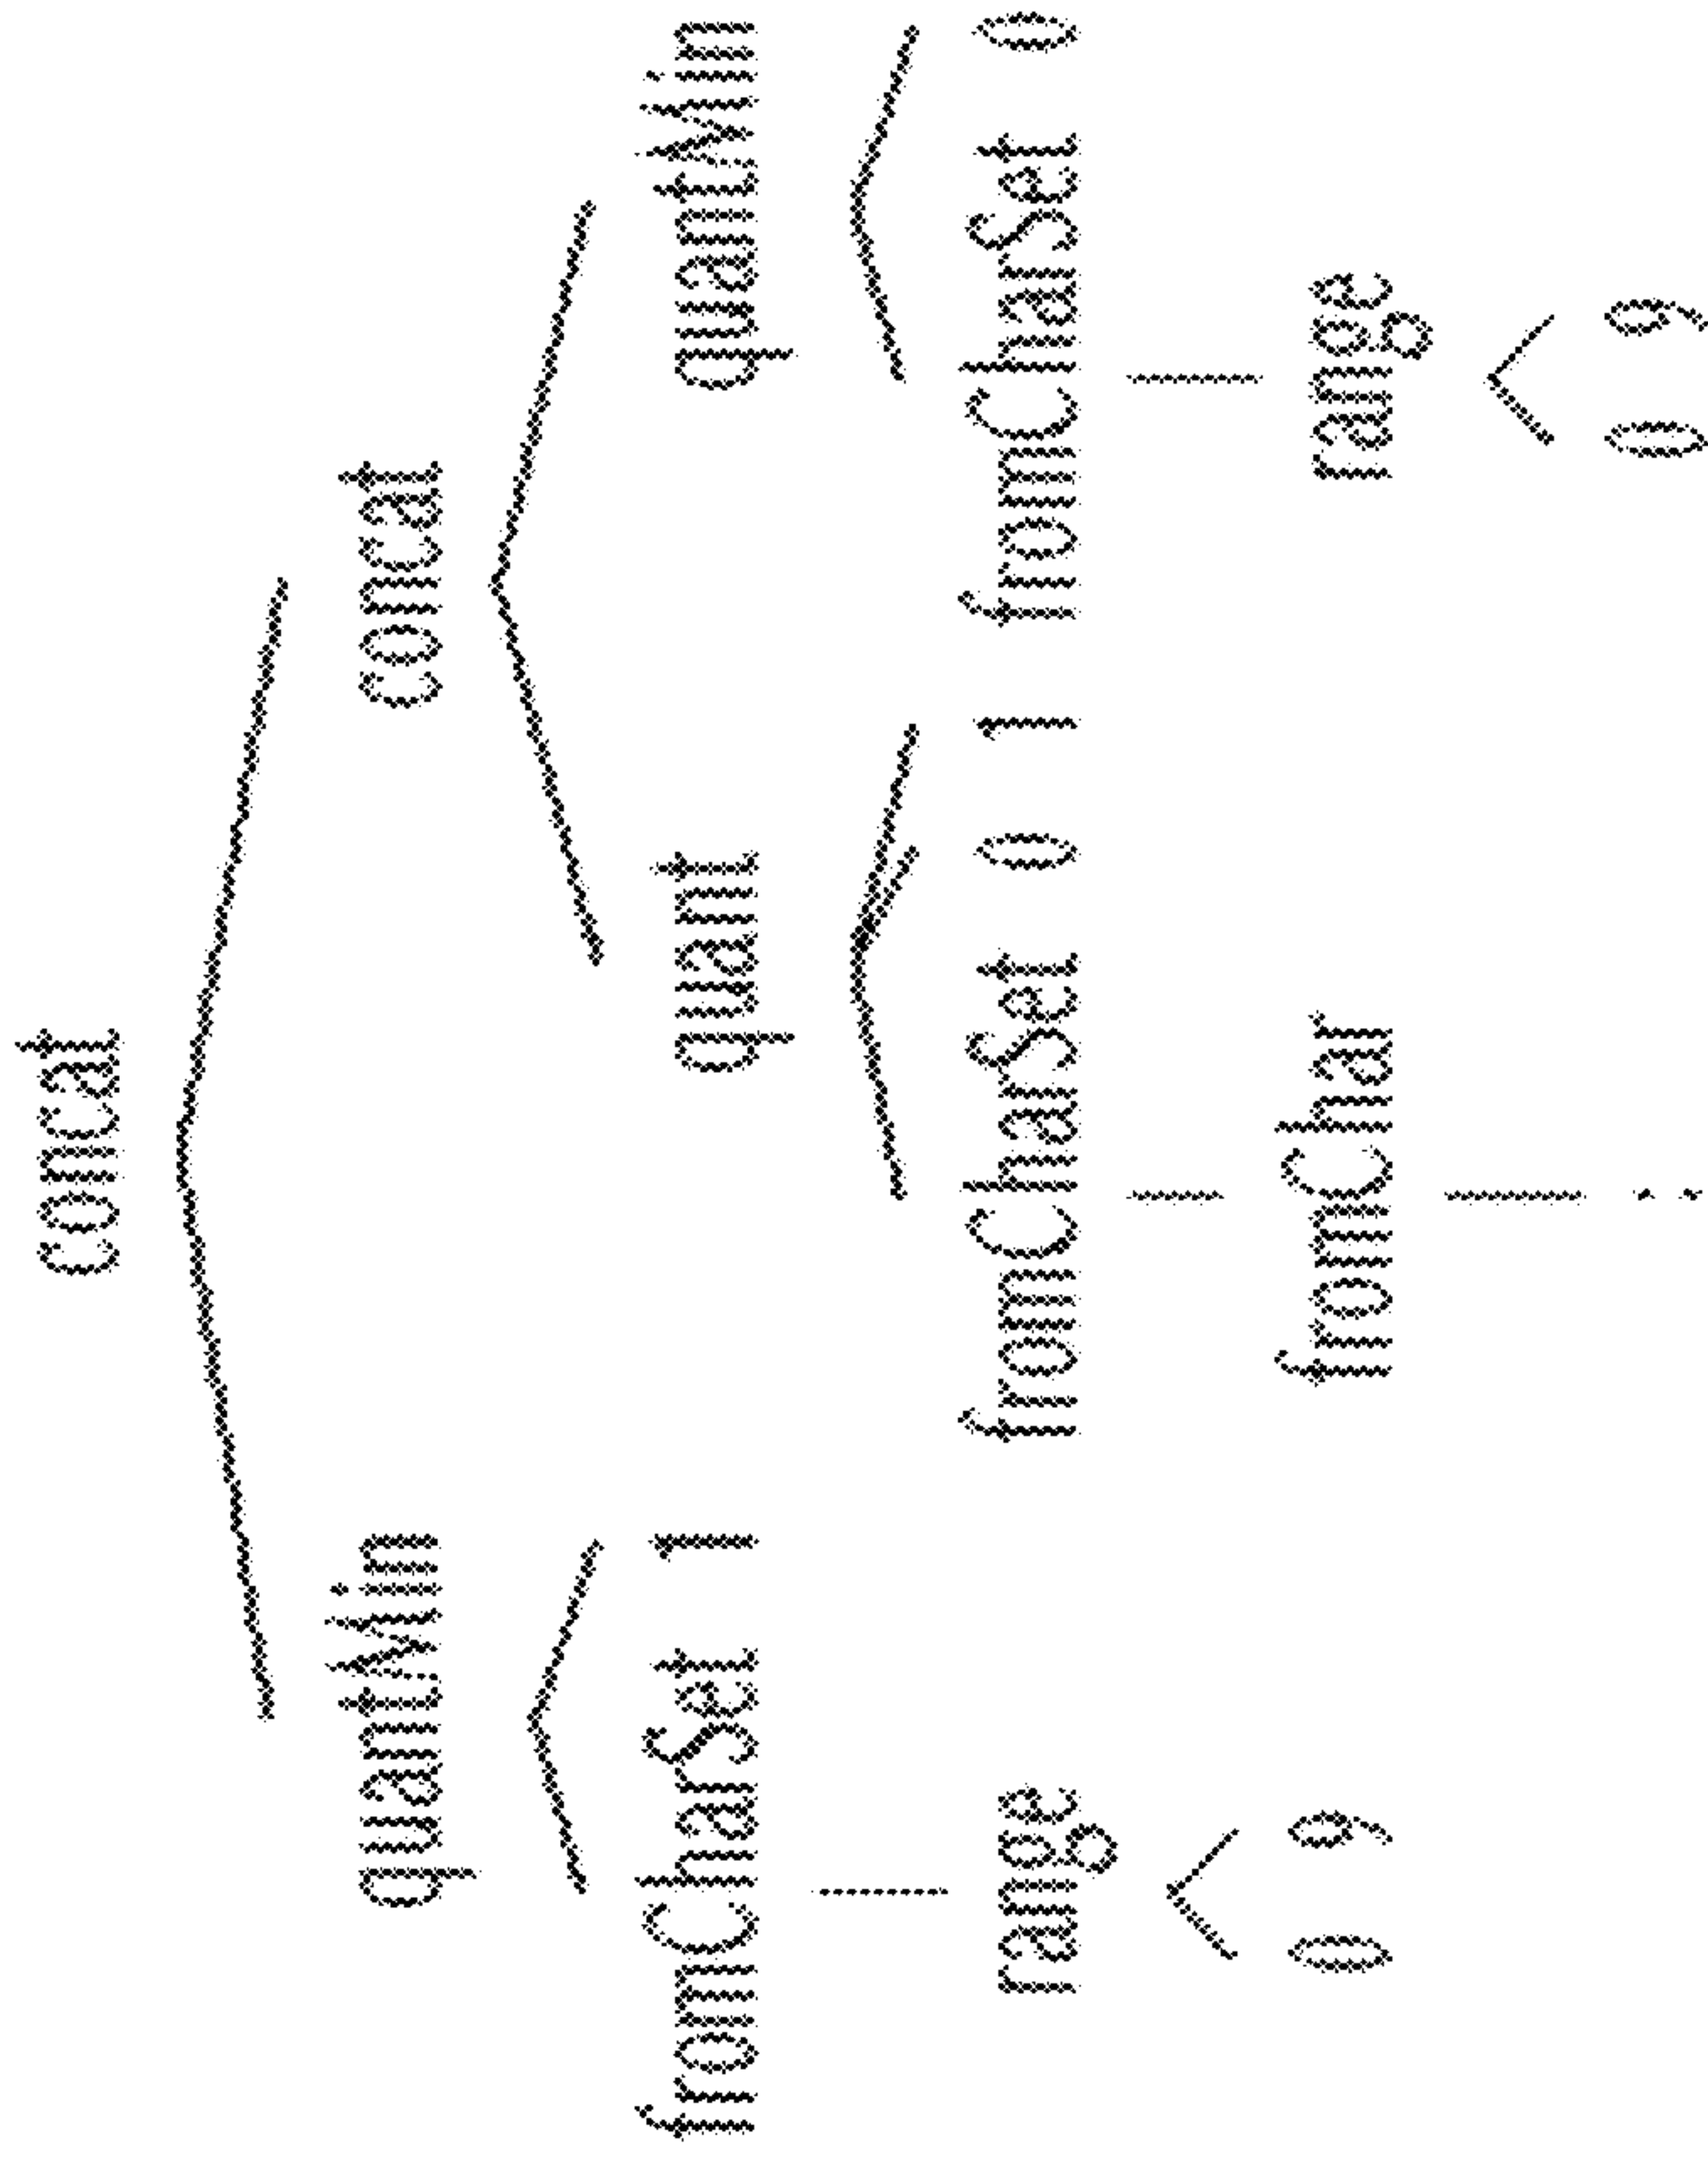 concat
quantMin concat
fromCharSet 1 quant quantMin
range fromCharSet 0 1 fromCharSet 0
0 9 fromChar range
: 0 9